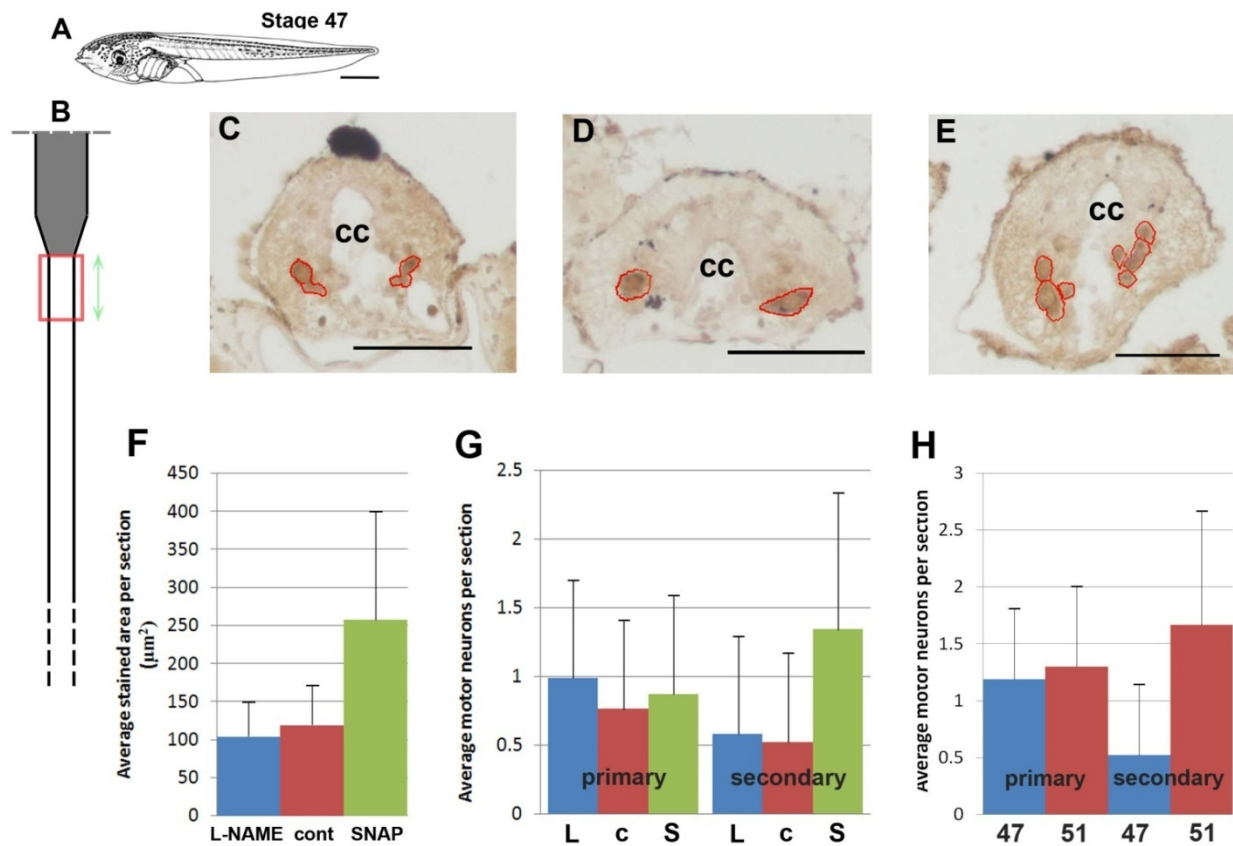 A
Stage 47
B
C
cc
D
cc
E
cc
F
Average stained area per section
(μm²)
450
400
350
300
250
200
150
100
50
0
L-NAME cont SNAP
G
Average motor neurons per section
2.5
2
1.5
1
0.5
0
primary secondary
L c S L c S
H
Average motor neurons per section
3
2.5
2
1.5
1
0.5
0
primary secondary
47 51 47 51